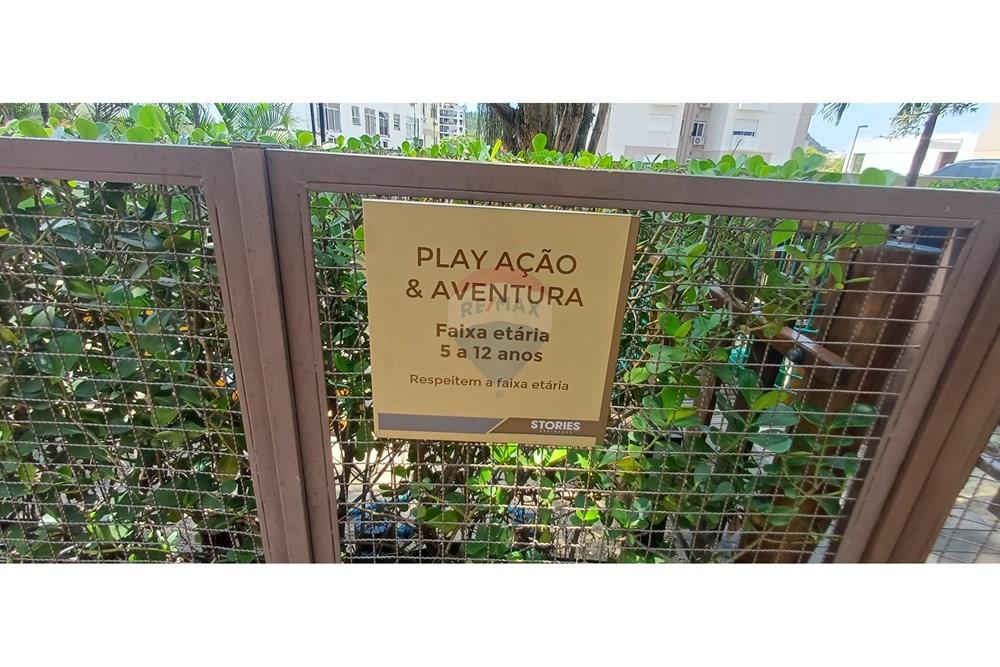 PLAY AÇÃO
& AVENTURA
RE/MAX
Faixa etária
5 a 12 anos
Respeitem a faixa etária
STORIES